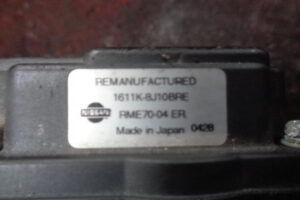 REMANUFACTURED
1611K-8J10BRE
NISSAN
RME70-04 ER
Made in Japan 0428